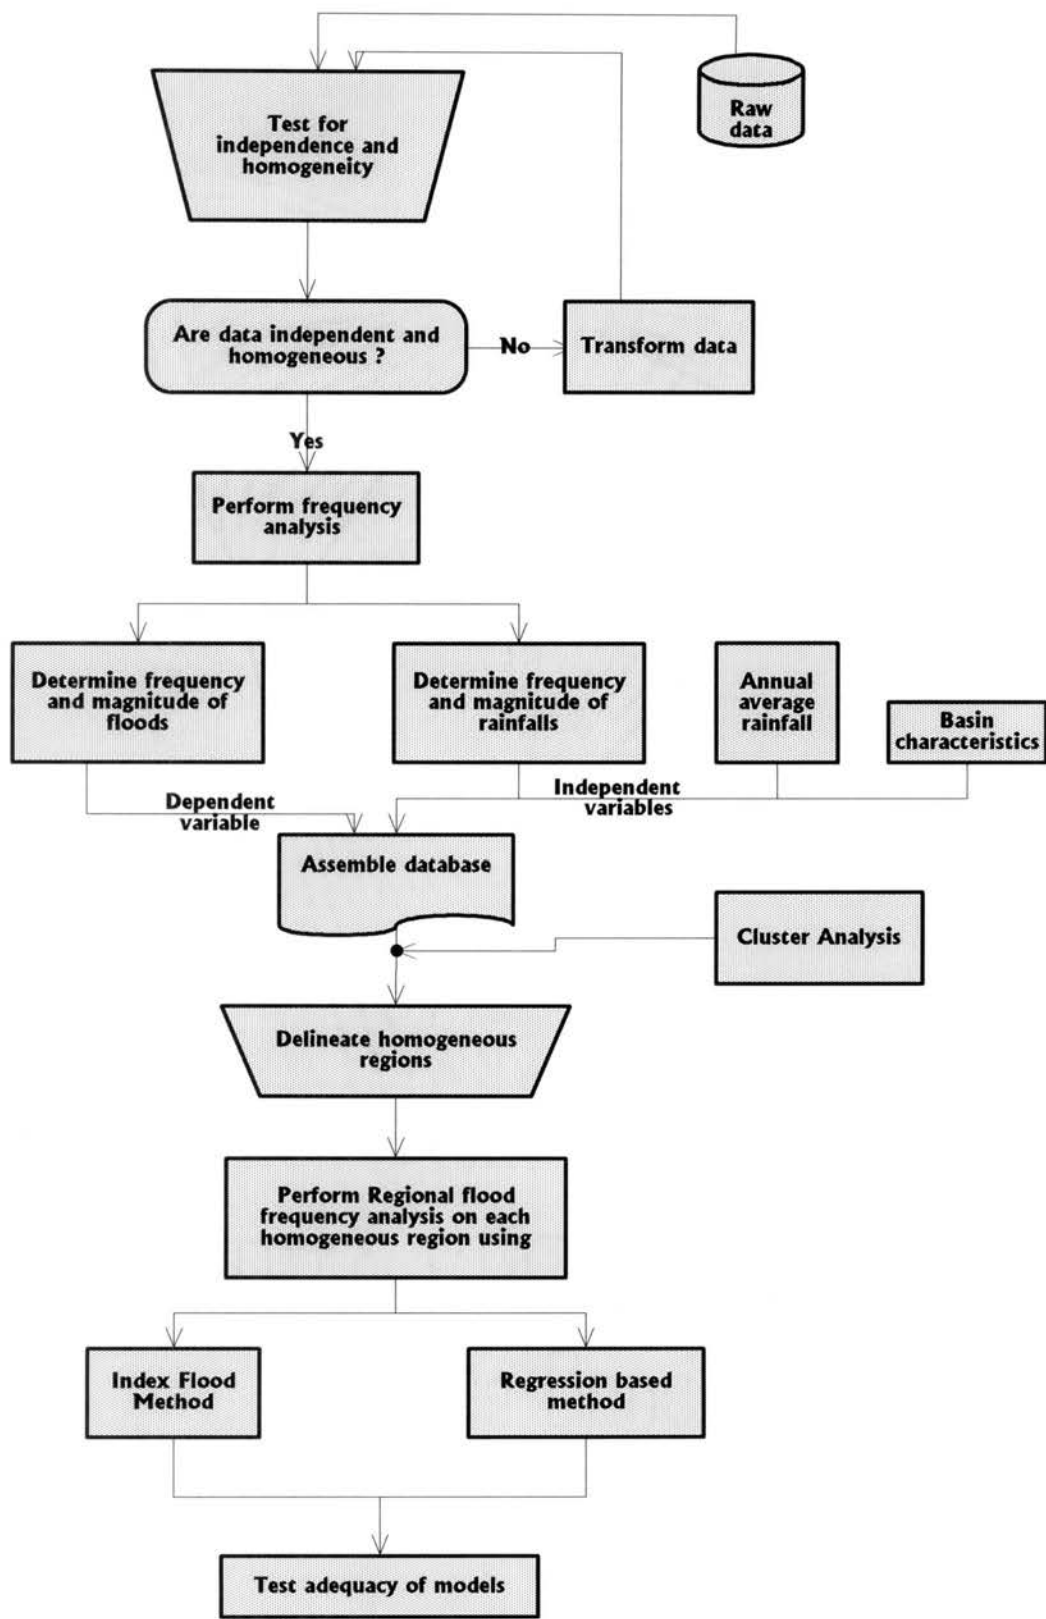 Raw
data
Test for
independence and
homogeneity
Are data independent and
homogeneous ?
No
Transform data
Yes
Perform frequency
analysis
Determine frequency
and magnitude of
floods
Determine frequency
and magnitude of
rainfalls
Annual
average
rainfall
Basin
characteristics
Dependent
variable
Independent
variables
Assemble database
Cluster Analysis
Delineate homogeneous
regions
Perform Regional flood
frequency analysis on each
homogeneous region using
Index Flood
Method
Regression based
method
Test adequacy of models